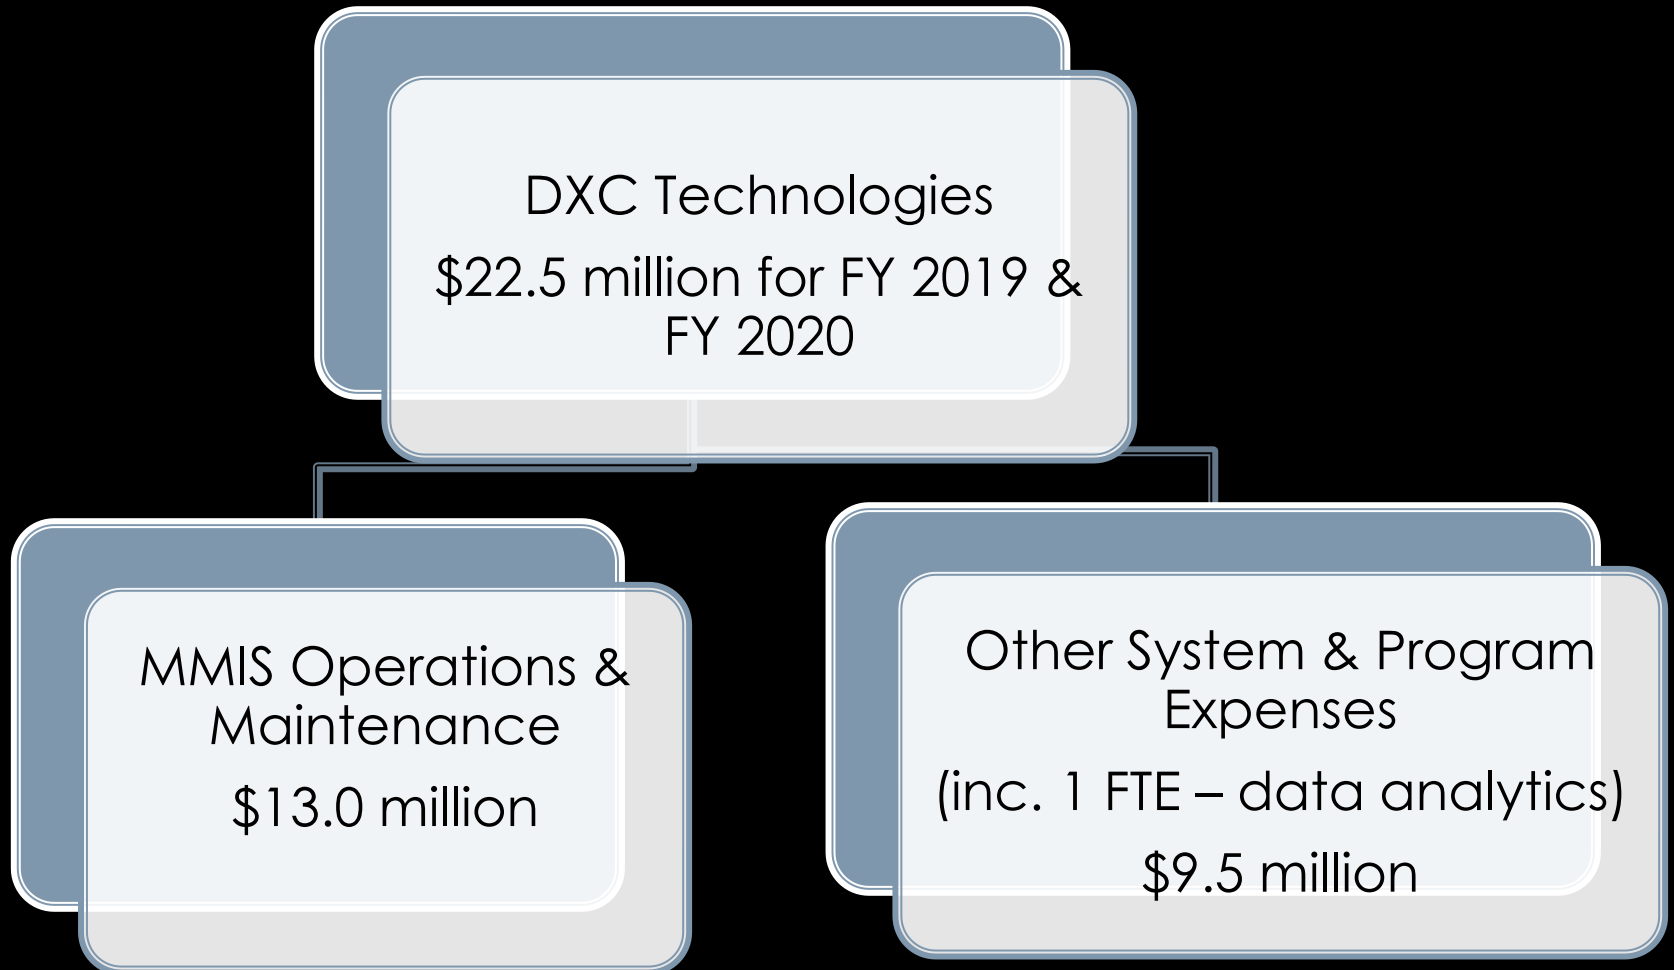 DXC Technologies
$22.5 million for FY 2019 &
FY 2020
MMIS Operations &
Maintenance
$13.0 million
Other System & Program
Expenses
(inc. 1 FTE – data analytics)
$9.5 million